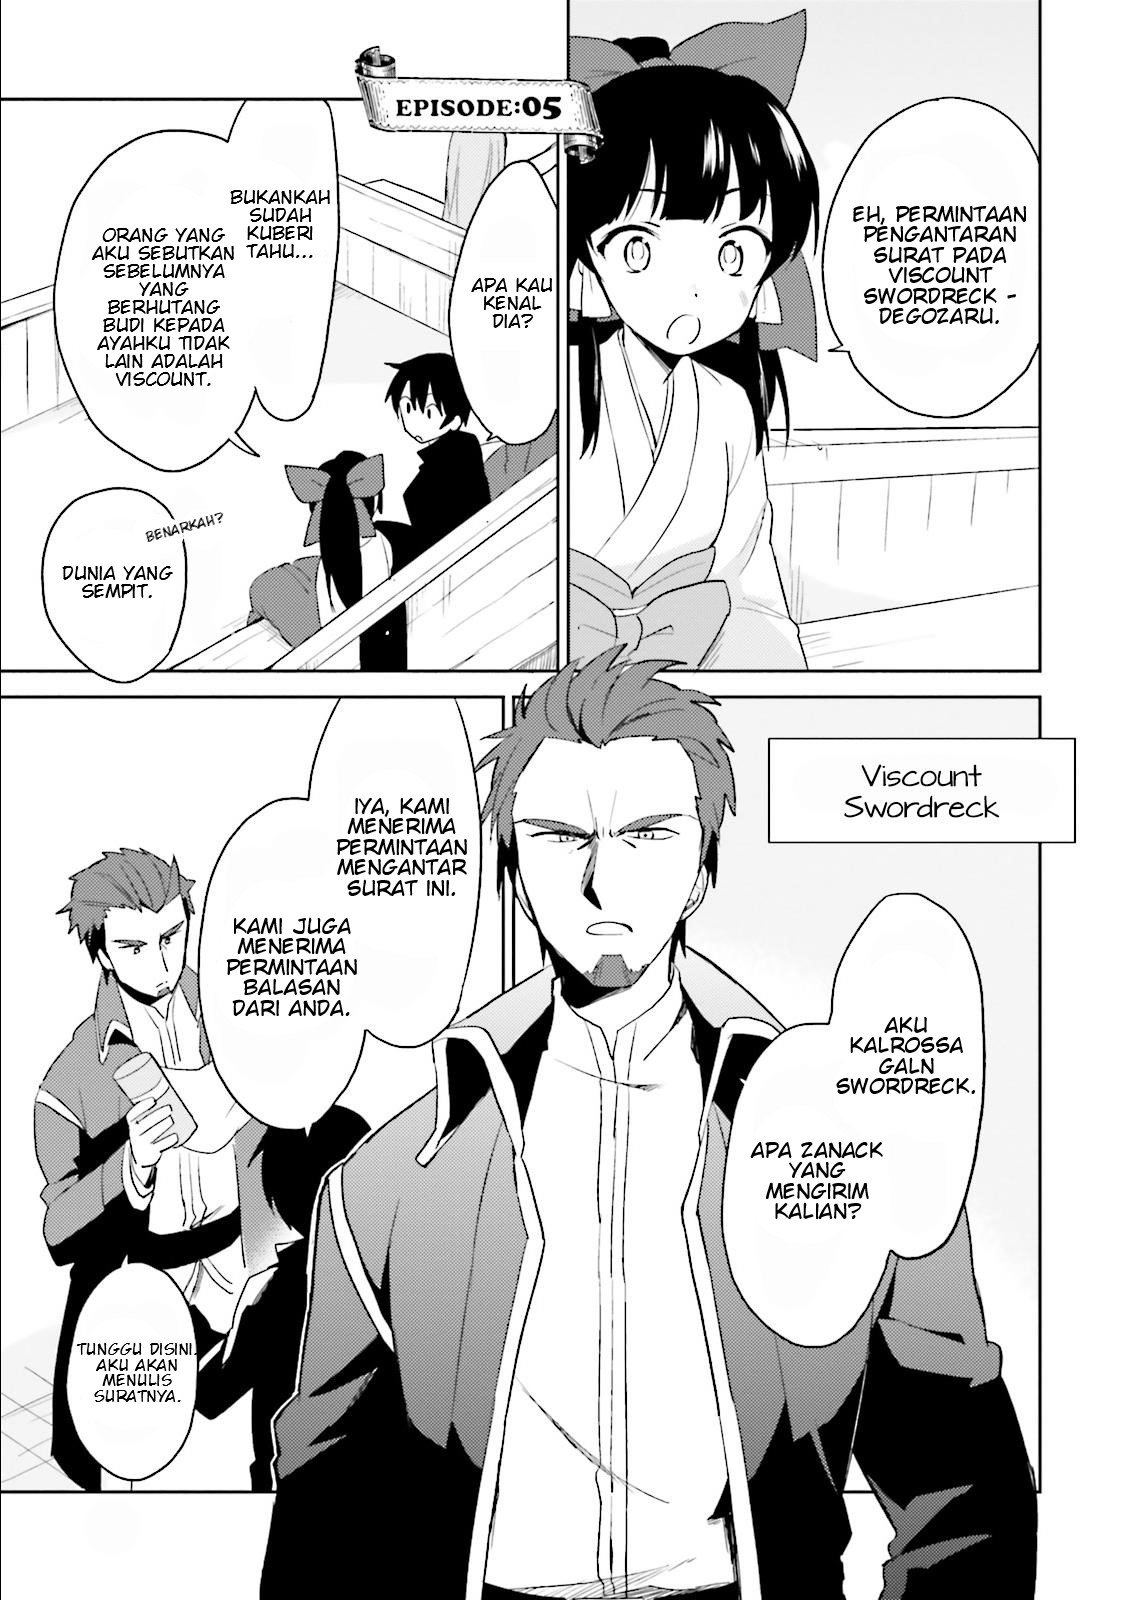 EPISODE:05
EH, PERMINTAAN
PENGANTARAN
SURAT PADA
VISCOUNT
SWORDRECK -
DEGOZARU.
APA KAU
KENAL
DIA?
BUKANKAH
SUDAH
KUBERI
TAHU...
ORANG YANG
AKU SEBUTKAN
SEBELUMNYA
YANG
BERHUTANG
BUDI KEPADA
AYAHKU TIDAK
LAIN ADALAH
VISCOUNT.
BENARKAH?
DUNIA YANG
SEMPIT.
Viscount
Swordreck
AKU
KALROSSA
GALN
SWORDRECK.
APA ZANACK
YANG
MENGIRIM
KALIAN?
IYA, KAMI
MENERIMA
PERMINTAAN
MENGANTAR
SURAT INI.
KAMI JUGA
MENERIMA
PERMINTAAN
BALASAN
DARI ANDA.
TUNGGU DISINI.
AKU AKAN
MENULIS
SURATNYA.